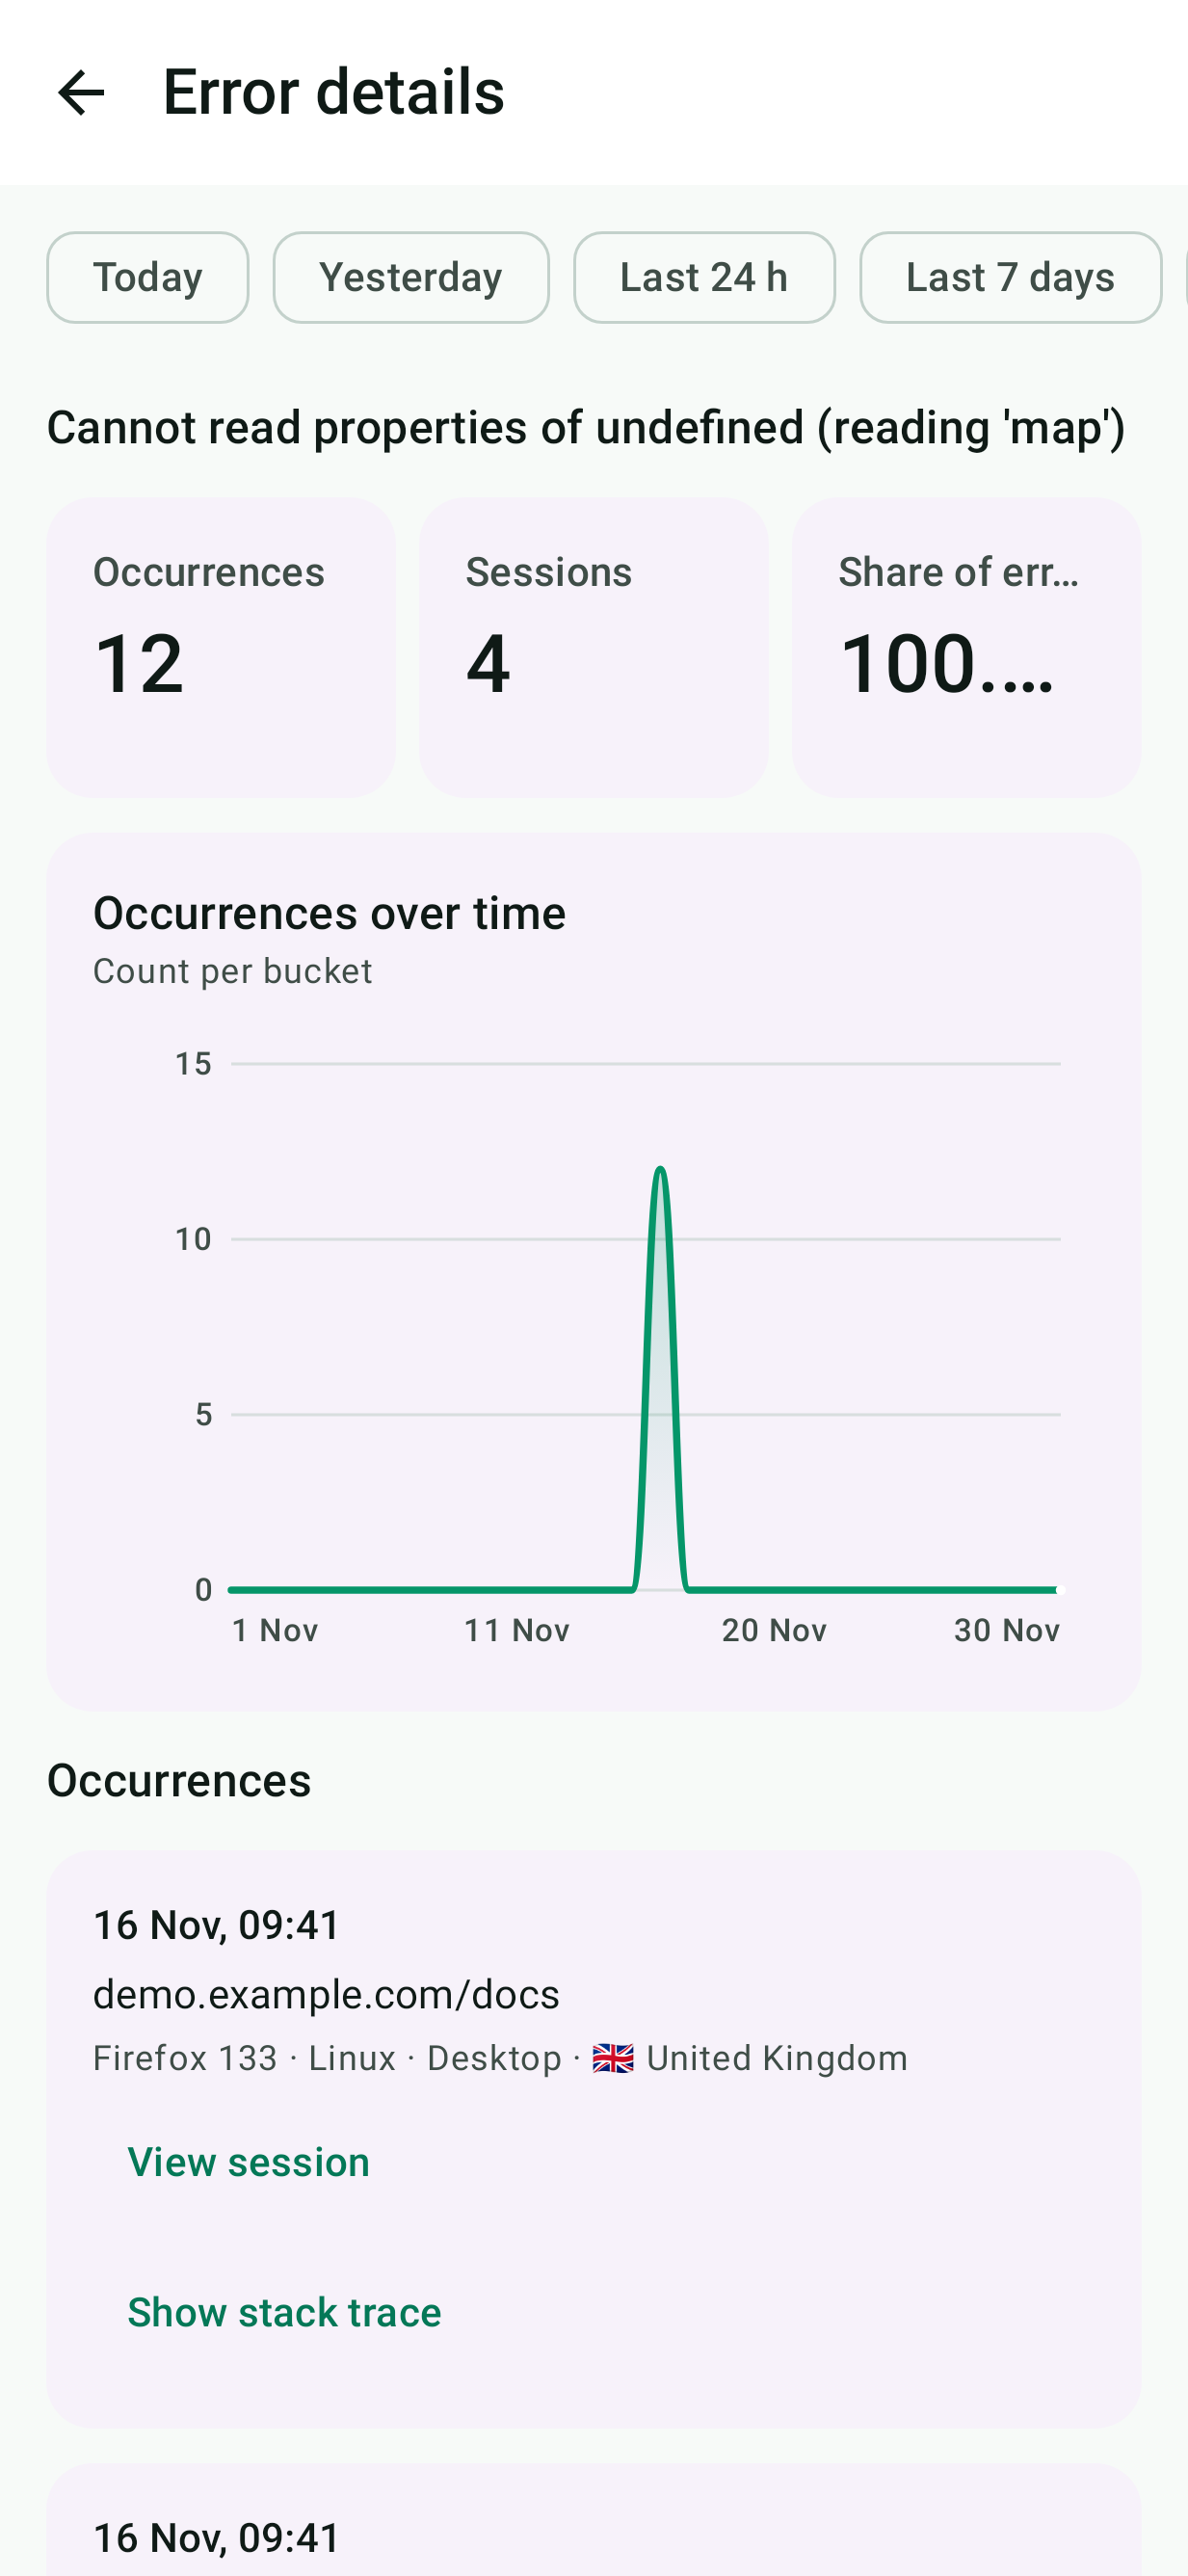 Error details
Today Yesterday Last 24 h Last 7 days
Cannot read properties of undefined (reading 'map')
Occurrences Sessions Share of err...
12 4 100....
Occurrences over time
Count per bucket
15
10
5
0
1 Nov 11 Nov 20 Nov 30 Nov
Occurrences
16 Nov, 09:41
demo.example.com/docs
Firefox 133 · Linux · Desktop · 🇬🇧 United Kingdom
View session
Show stack trace
16 Nov, 09:41